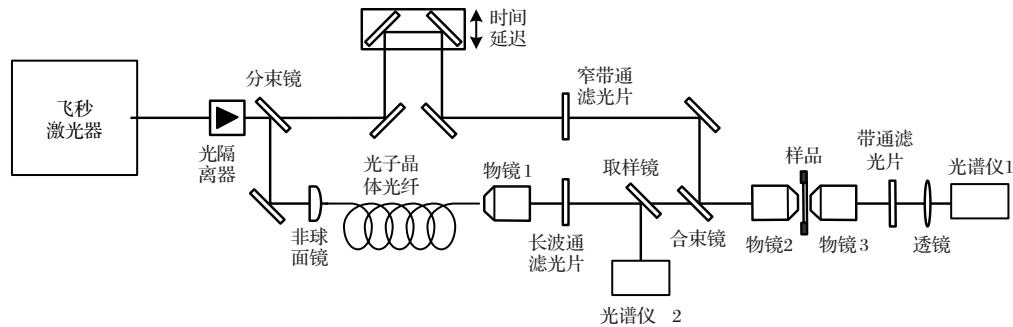 时间
延迟
飞秒
激光器
分束镜
窄带通
滤光片
光隔
离器
光子晶
体光纤
物镜1
取样镜
样品
带通滤
光片
光谱仪1
非球
面镜
长波通
滤光片
合束镜
物镜2
物镜3
透镜
光谱仪 2